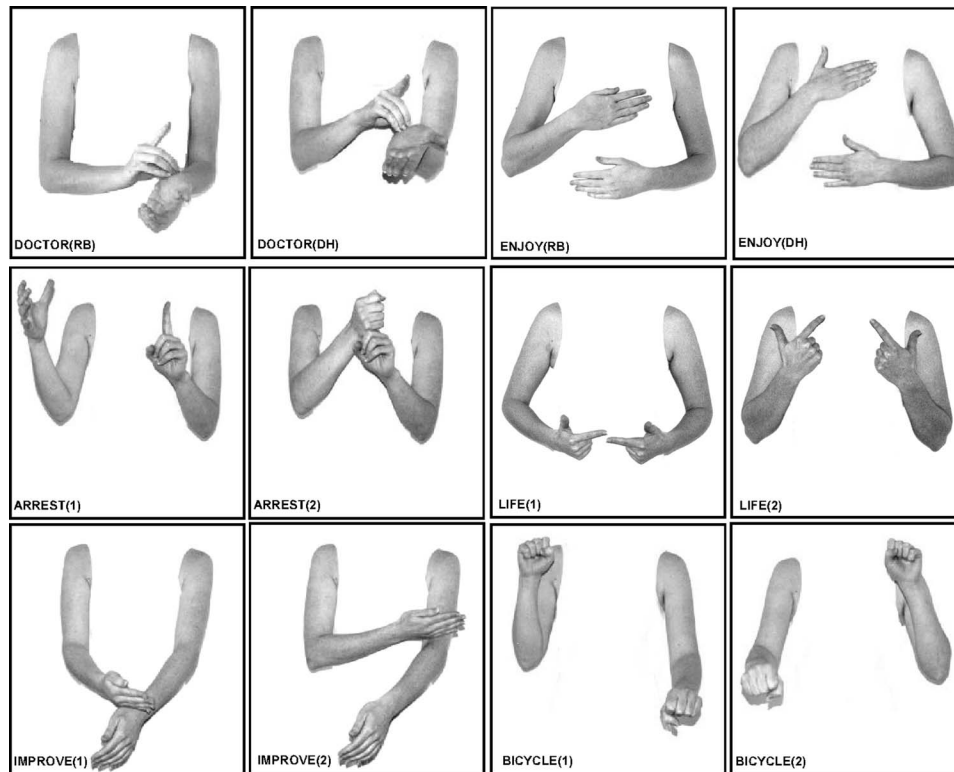 DOCTOR(RB)
DOCTOR(DH)
ENJOY(RB)
ENJOY(DH)
ARREST(1)
ARREST(2)
LIFE(1)
LIFE(2)
IMPROVE(1)
IMPROVE(2)
BICYCLE(1)
BICYCLE(2)